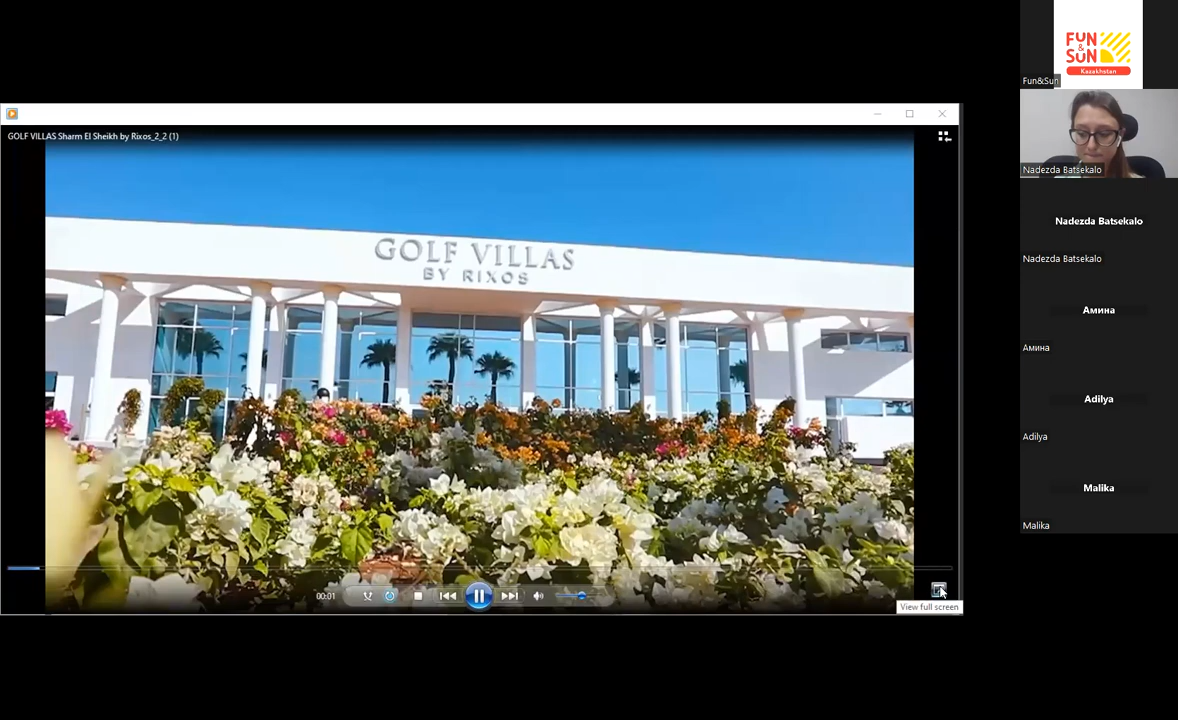 FUN
&
SUN
Kazakhstan
Fun&Sun
GOLF VILLAS Sharm El Sheikh by Rixos_2_2 (1)
GOLF VILLAS
BY RIXOS
Nadezda Batsekalo
Nadezda Batsekalo
Nadezda Batsekalo
Амина
Амина
Adilya
Adilya
Malika
Malika
00:01
View full screen